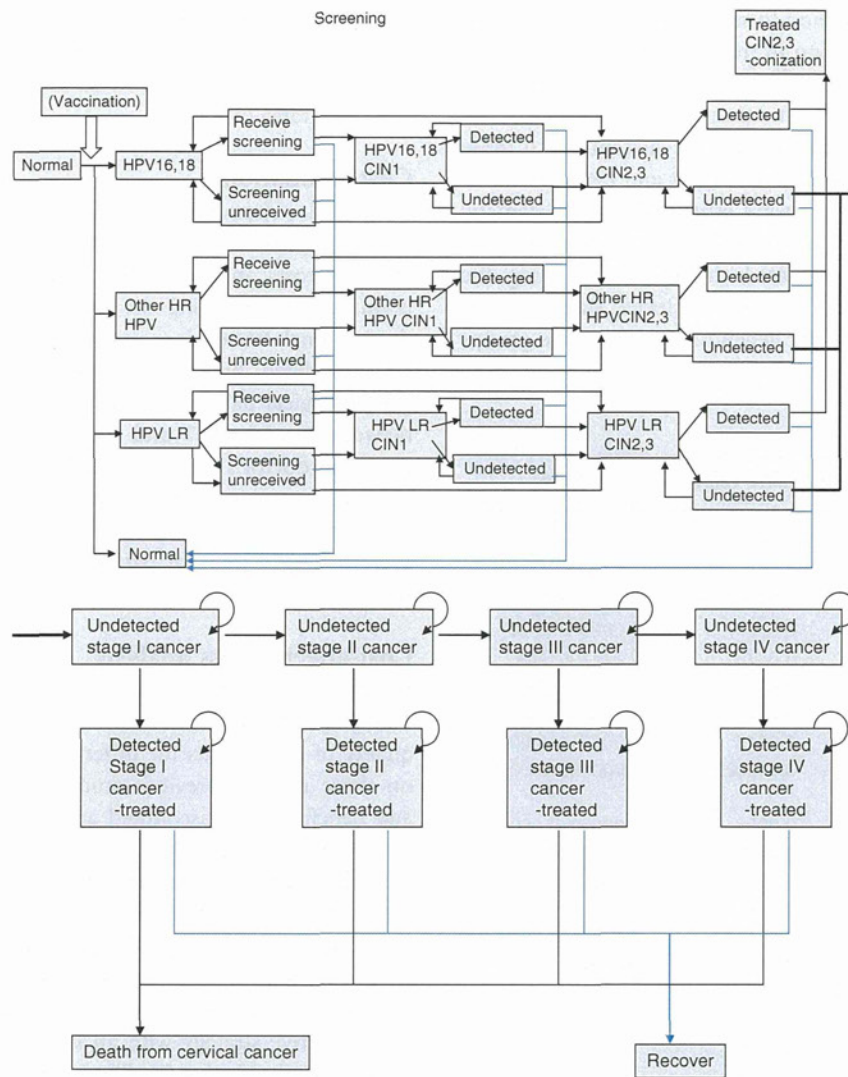 Screening
Treated
CIN2,3
-conization
(Vaccination)
Normal
HPV16,18
Receive
screening
Screening
unreceived
HPV16,18
CIN1
Detected
Undetected
HPV16,18
CIN2,3
Detected
Undetected
Other HR
HPV
Receive
screening
Screening
unreceived
Other HR
HPV CIN1
Detected
Undetected
Other HR
HPVCIN2,3
Detected
Undetected
HPV LR
Receive
screening
Screening
unreceived
HPV LR
CIN1
Detected
Undetected
HPV LR
CIN2,3
Detected
Undetected
Normal
Undetected
stage I cancer
Undetected
stage II cancer
Undetected
stage III cancer
Undetected
stage IV cancer
Detected
Stage I
cancer
-treated
Detected
stage II
cancer
-treated
Detected
stage III
cancer
-treated
Detected
stage IV
cancer
-treated
Death from cervical cancer
Recover